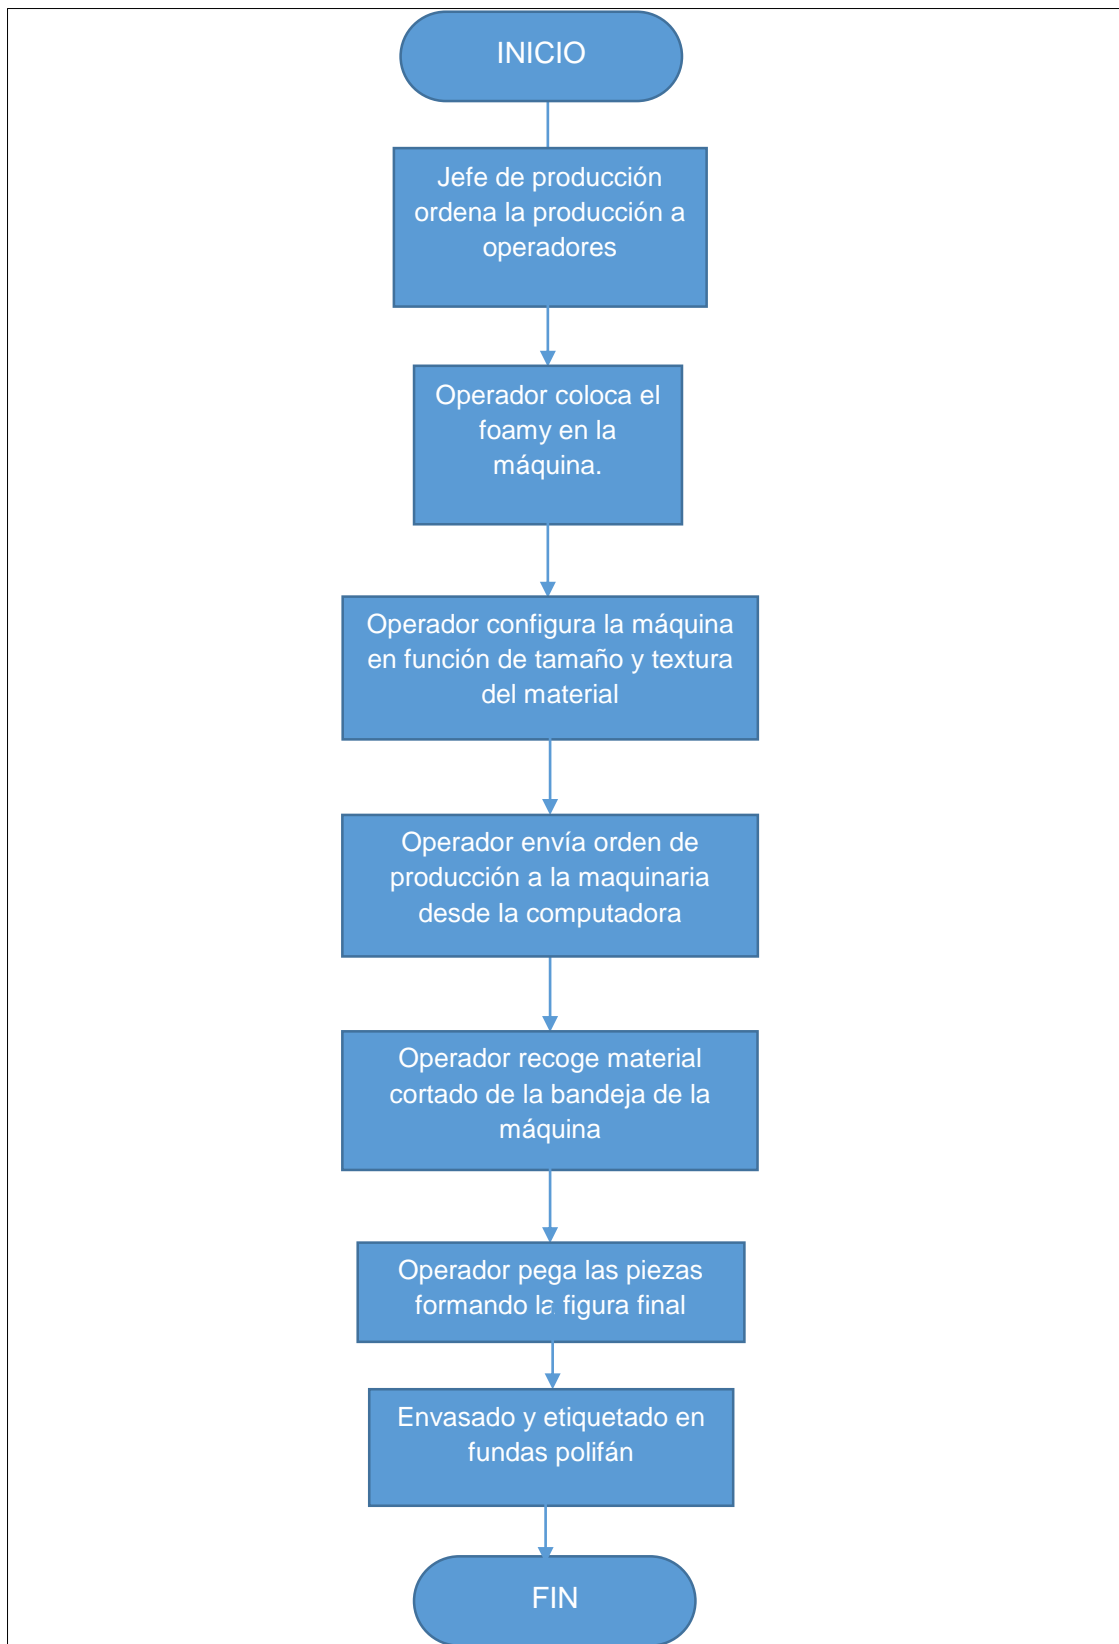 INICIO
Jefe de producción
ordena la producción a
operadores
Operador coloca el
foamy en la
máquina.
Operador configura la máquina
en función de tamaño y textura
del material
Operador envía orden de
producción a la maquinaria
desde la computadora
Operador recoge material
cortado de la bandeja de la
máquina
Operador pega las piezas
formando la figura final
Envasado y etiquetado en
fundas polifán
FIN